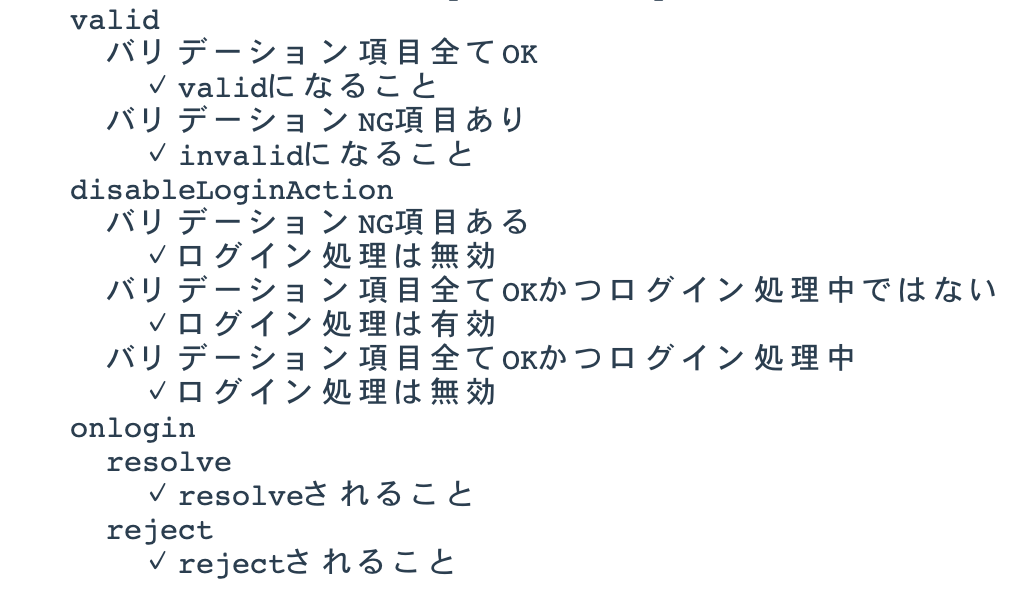 valid
バリデーション項目全てOK
✓ validになること
バリデーションNG項目あり
✓ invalidになること
disableLoginAction
バリデーションNG項目ある
✓ ログイン処理は無効
バリデーション項目全てOKかつログイン処理中ではない
✓ ログイン処理は有効
バリデーション項目全てOKかつログイン処理中
✓ ログイン処理は無効
onlogin
resolve
✓ resolveされること
reject
✓ rejectされること